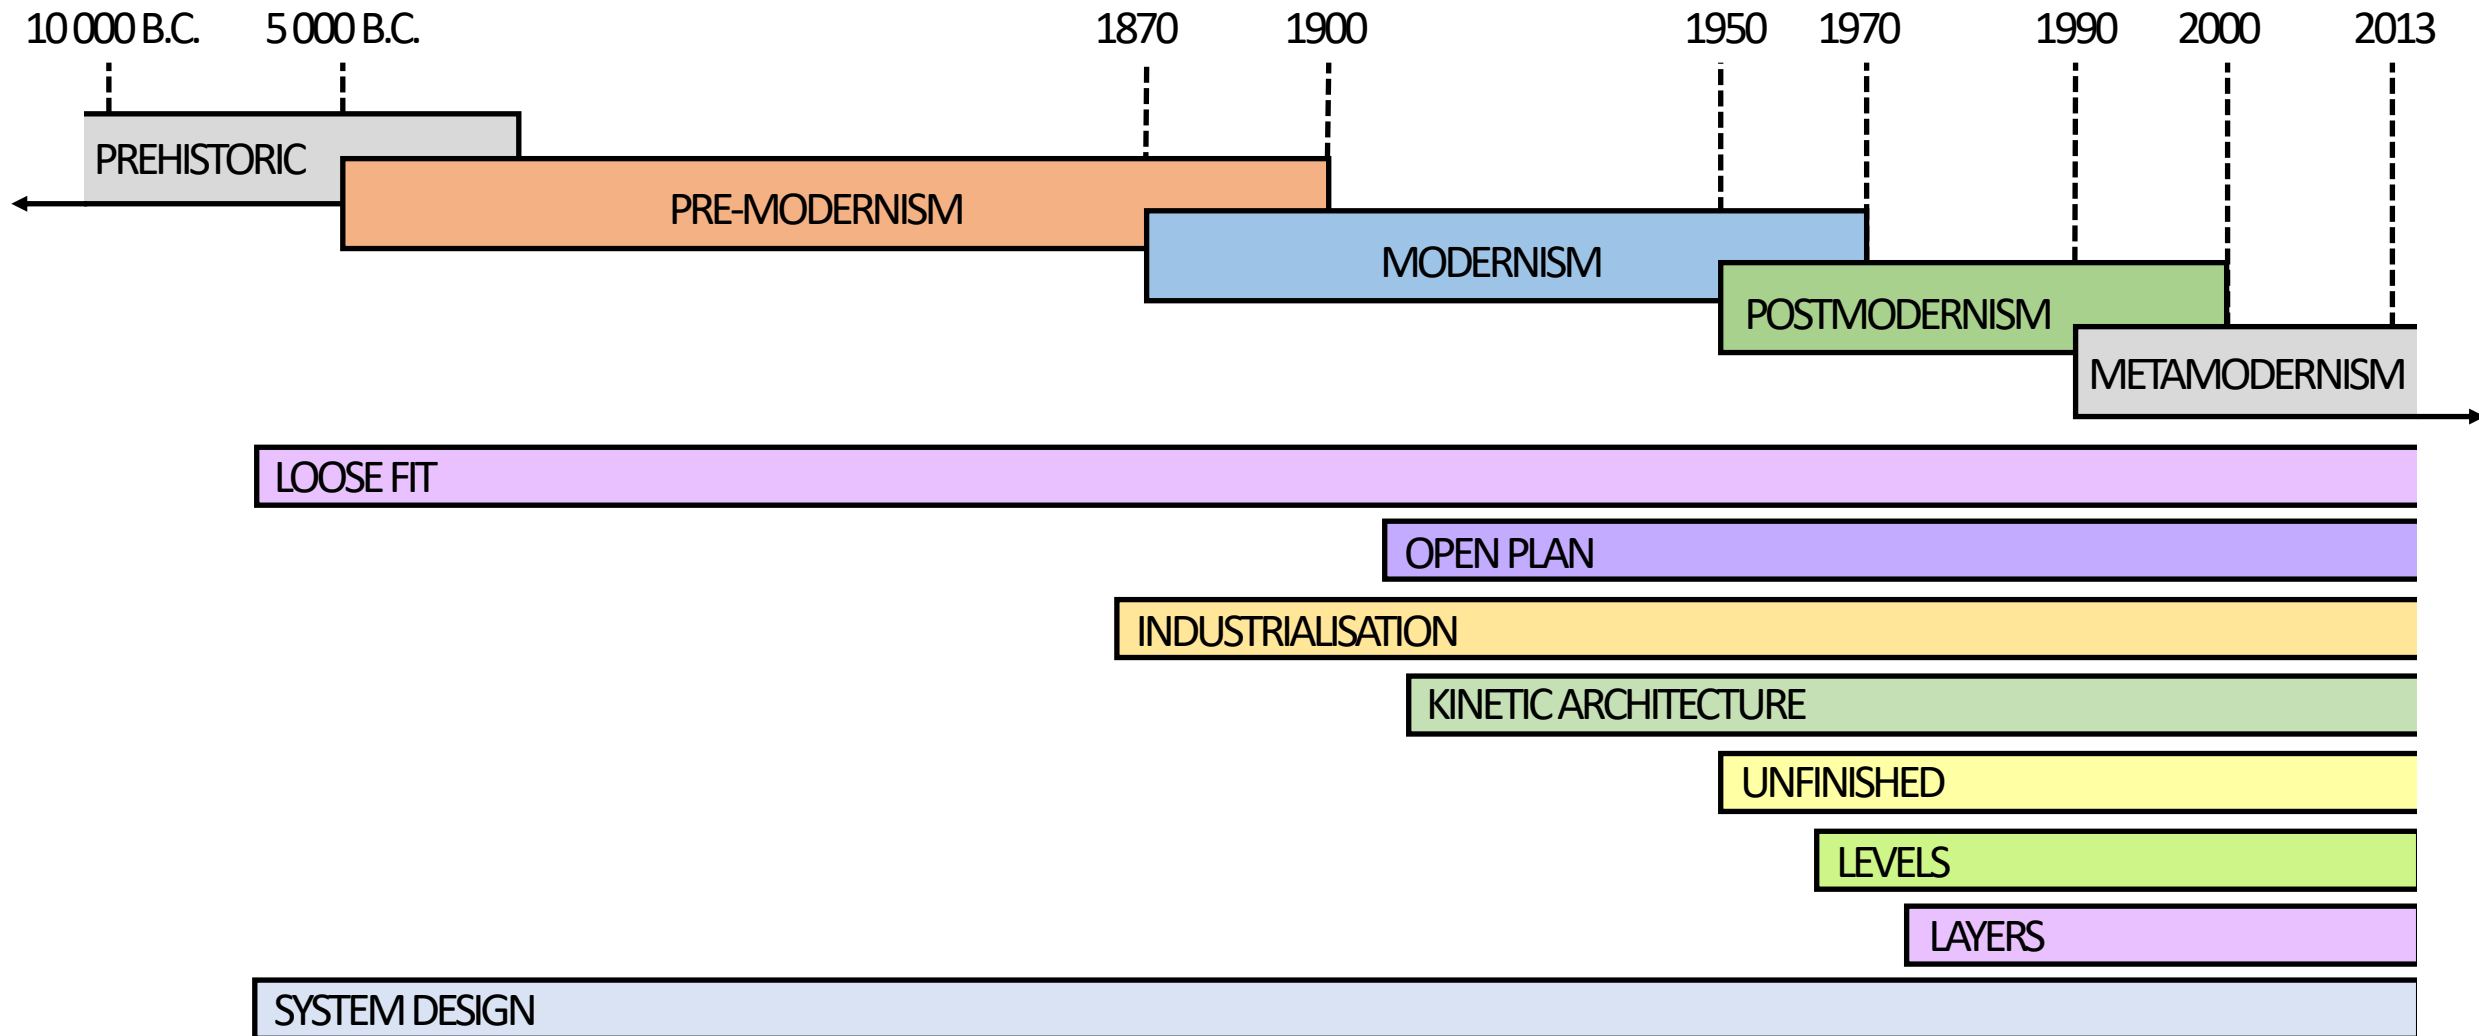 10 000 B.C. 5 000 B.C. 1870 1900 1950 1970 1990 2000 2013
PREHISTORIC
PRE-MODERNISM
MODERNISM
POSTMODERNISM
METAMODERNISM
LOOSE FIT
OPEN PLAN
INDUSTRIALISATION
KINETIC ARCHITECTURE
UNFINISHED
LEVELS
LAYERS
SYSTEM DESIGN